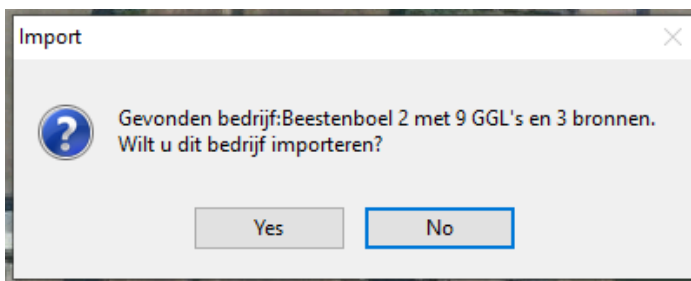 Import
Gevonden bedrijf:Beestenboel 2 met 9 GGL's en 3 bronnen.
Wilt u dit bedrijf importeren?
Yes
No